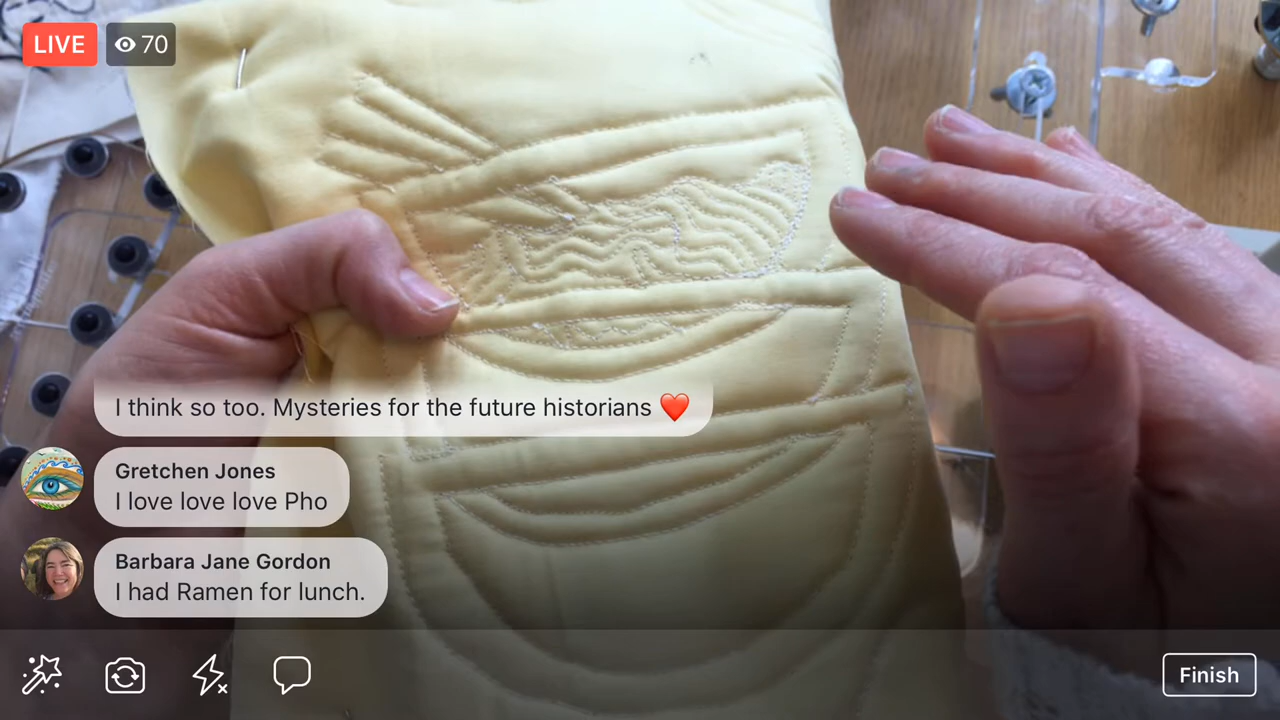 LIVE 70
I think so too. Mysteries for the future historians ❤️
Gretchen Jones
I love love love Pho
Barbara Jane Gordon
I had Ramen for lunch.
Finish